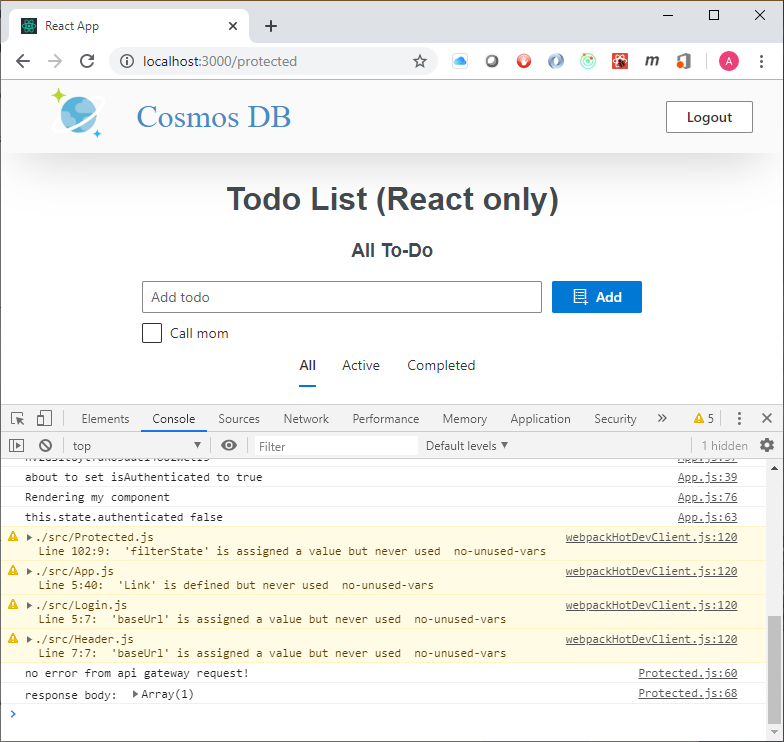 React App
localhost:3000/protected
m
A
Cosmos DB
Logout
Todo List (React only)
All To-Do
Add todo
Add
Call mom
All Active Completed
Elements Console Sources Network Performance Memory Application Security » 5
top Filter Default levels 1 hidden
about to set isAuthenticated to true App.js:39
Rendering my component App.js:76
this.state.authenticated false App.js:63
./src/Protected.js webpackHotDevClient.js:120
Line 102:9: 'filterState' is assigned a value but never used no-unused-vars
./src/App.js webpackHotDevClient.js:120
Line 5:40: 'Link' is defined but never used no-unused-vars
./src/Login.js webpackHotDevClient.js:120
Line 5:7: 'baseUrl' is assigned a value but never used no-unused-vars
./src/Header.js webpackHotDevClient.js:120
Line 7:7: 'baseUrl' is assigned a value but never used no-unused-vars
no error from api gateway request! Protected.js:60
response body: Array(1) Protected.js:68